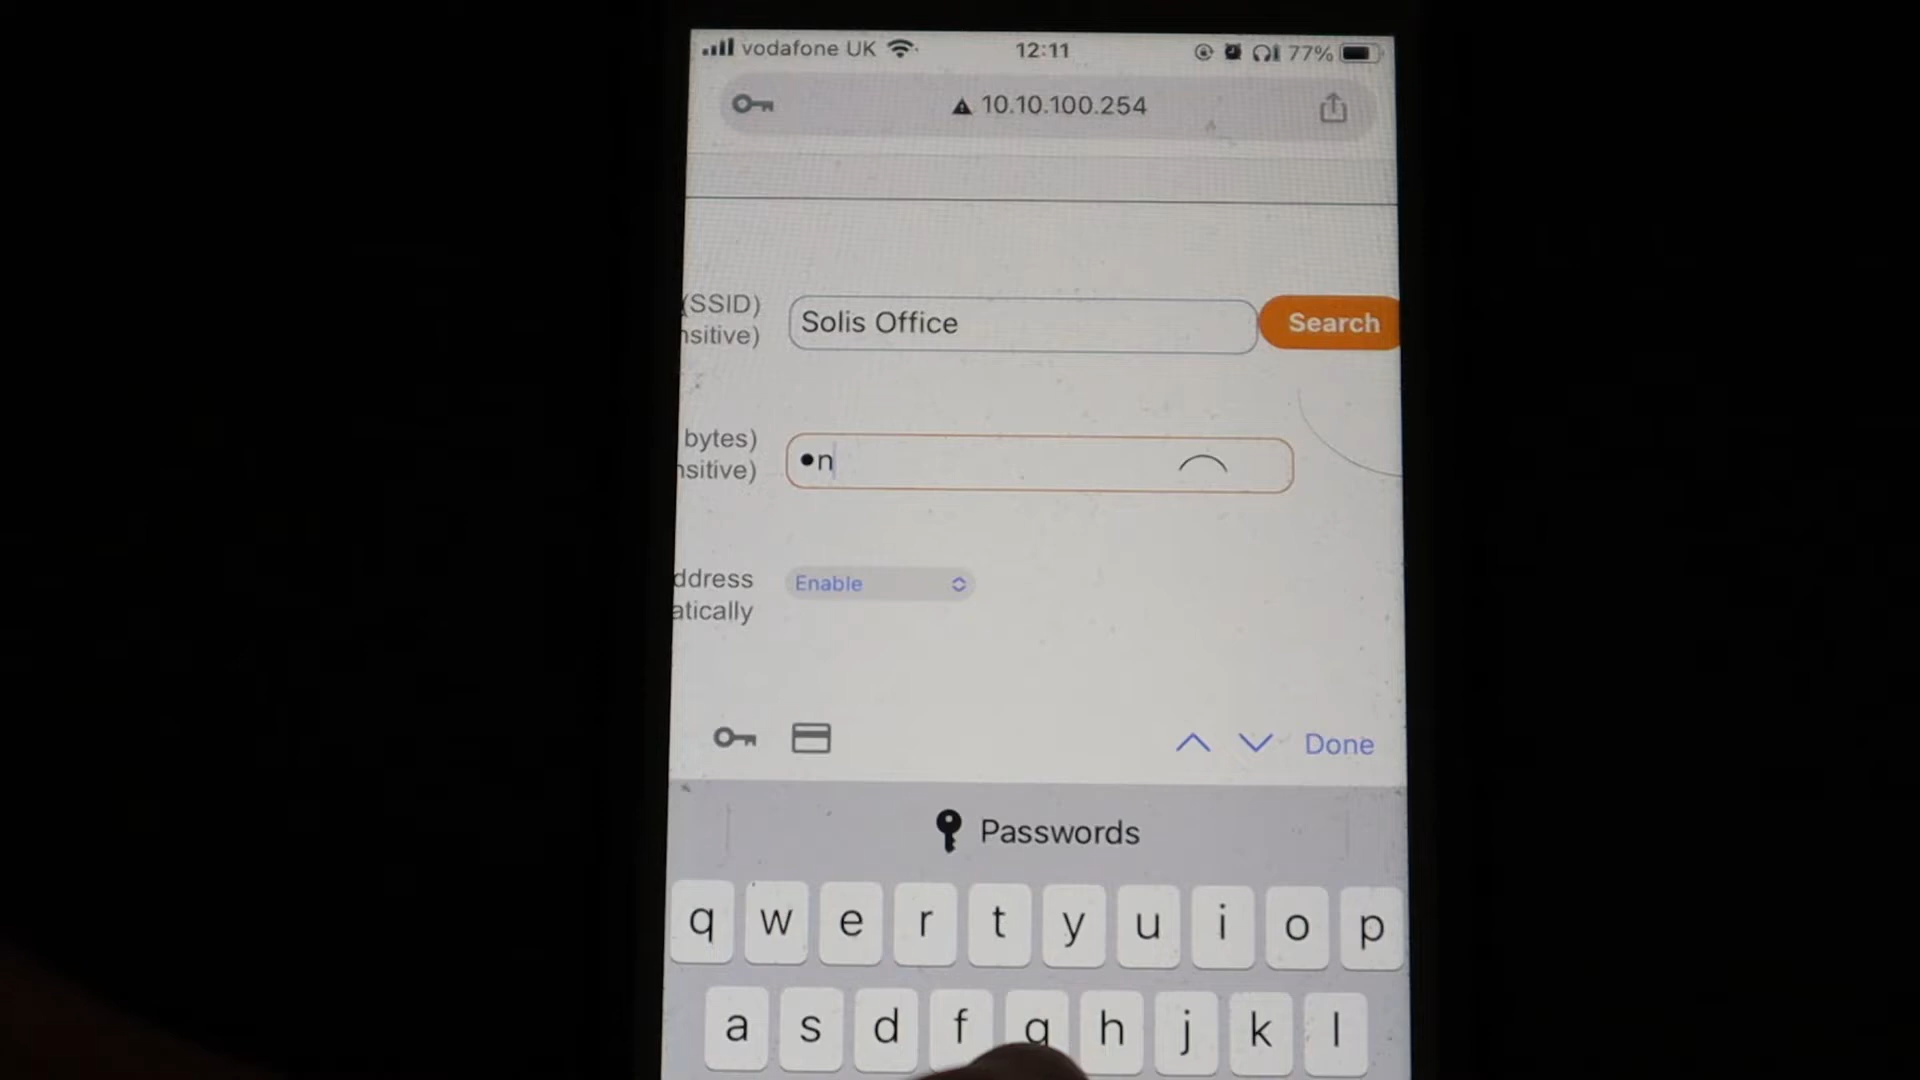 vodafone UK 12:11 77%
10.10.100.254
(SSID) Solis Office Search
nsitive)
bytes) •n
nsitive)
ddress Enable
atically
Done
Passwords
q w e r t y u i o p
a s d f g h j k l